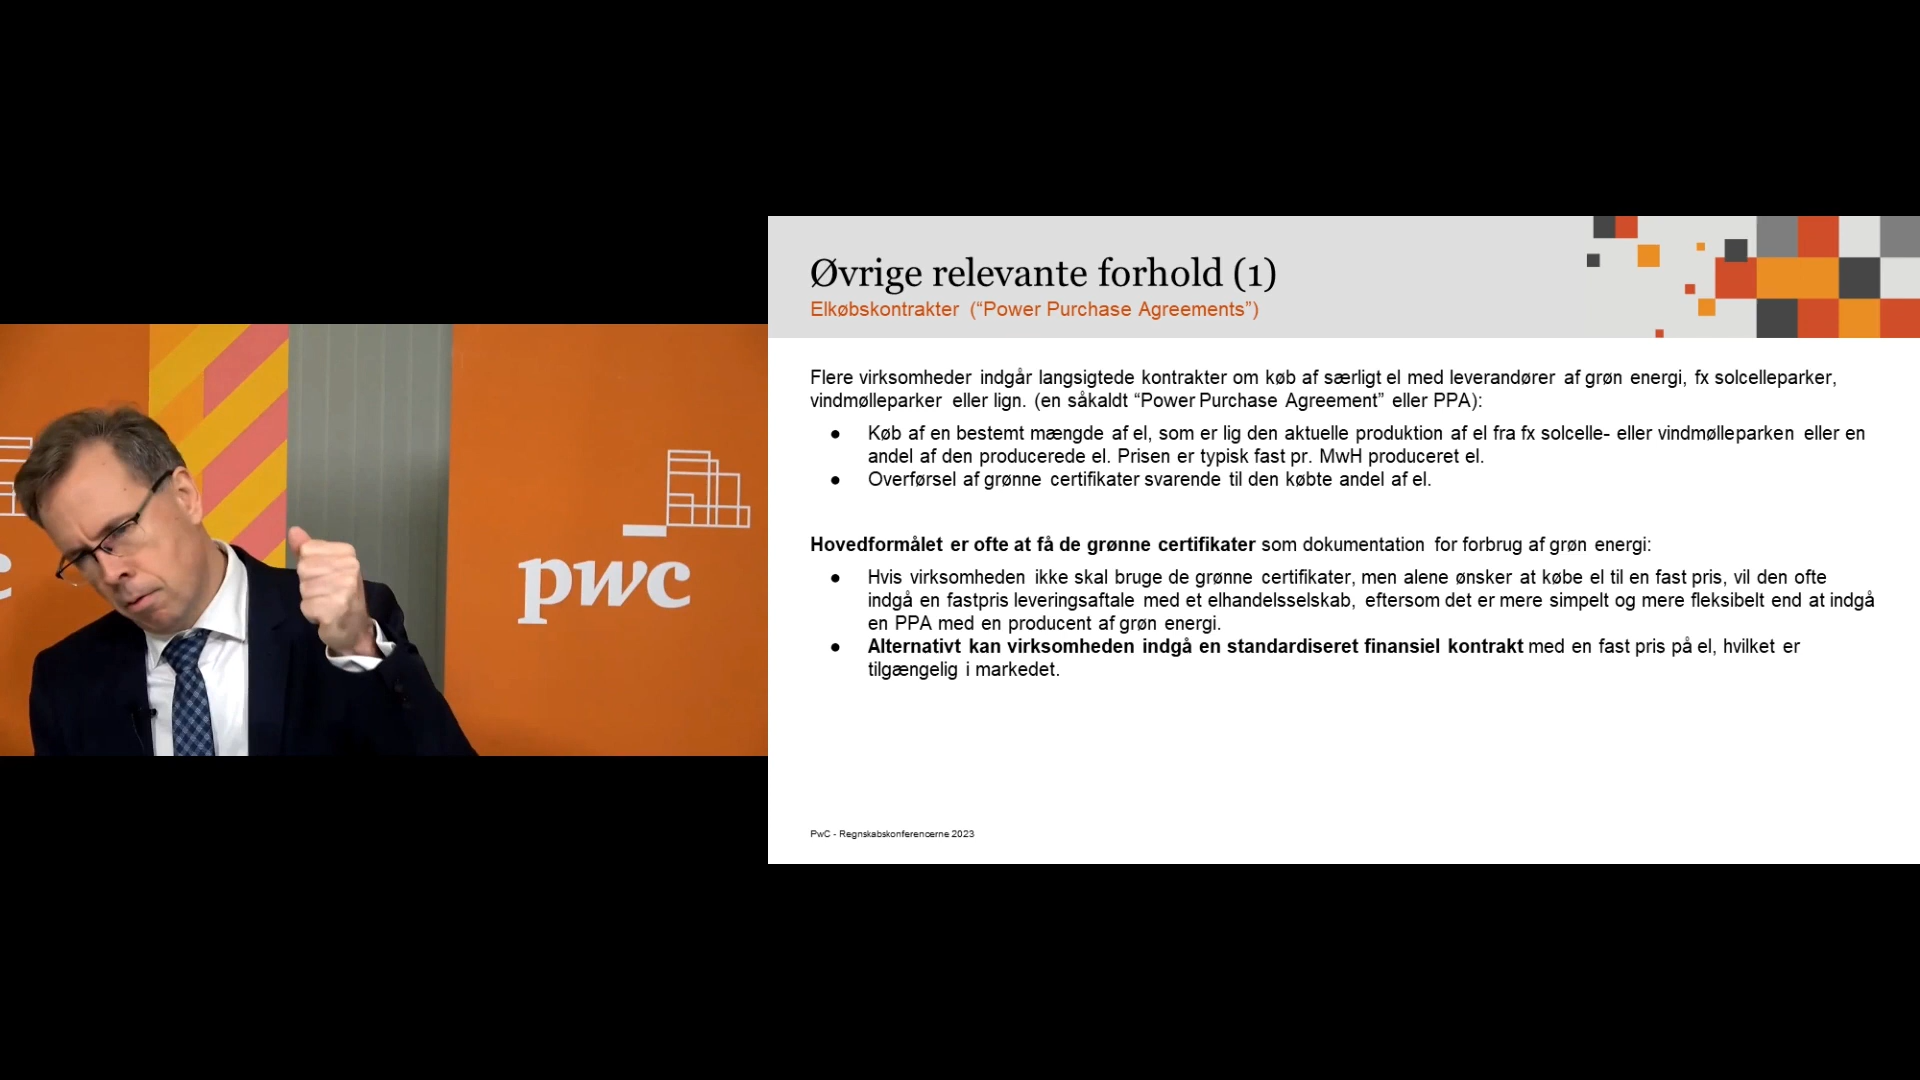 pwc
Øvrige relevante forhold (1)
Elkøbskontrakter (“Power Purchase Agreements”)
Flere virksomheder indgår langsigtede kontrakter om køb af særligt el med leverandører af grøn energi, fx solcelleparker,
vindmølleparker eller lign. (en såkaldt “Power Purchase Agreement” eller PPA):
● Køb af en bestemt mængde af el, som er lig den aktuelle produktion af el fra fx solcelle- eller vindmølleparken eller en
andel af den producerede el. Prisen er typisk fast pr. MwH produceret el.
● Overførsel af grønne certifikater svarende til den købte andel af el.
Hovedformålet er ofte at få de grønne certifikater som dokumentation for forbrug af grøn energi:
● Hvis virksomheden ikke skal bruge de grønne certifikater, men alene ønsker at købe el til en fast pris, vil den ofte
indgå en fastpris leveringsaftale med et elhandelsselskab, eftersom det er mere simpelt og mere fleksibelt end at indgå
en PPA med en producent af grøn energi.
● Alternativt kan virksomheden indgå en standardiseret finansiel kontrakt med en fast pris på el, hvilket er
tilgængelig i markedet.
PwC - Regnskabskonferencerne 2023